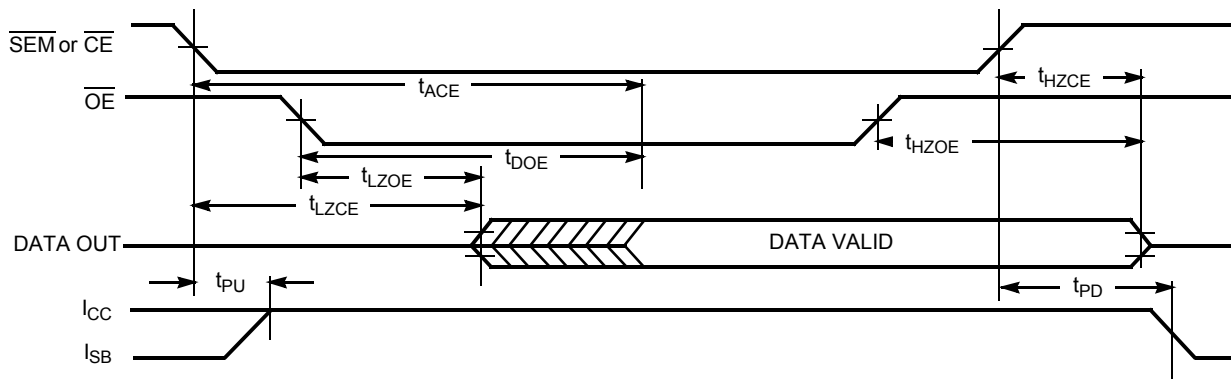 SEM or CE
tACE
tHZCE
OE
tDOE
tHZOE
tLZOE
tLZCE
DATA OUT
DATA VALID
tPU
tPD
ICC
ISB